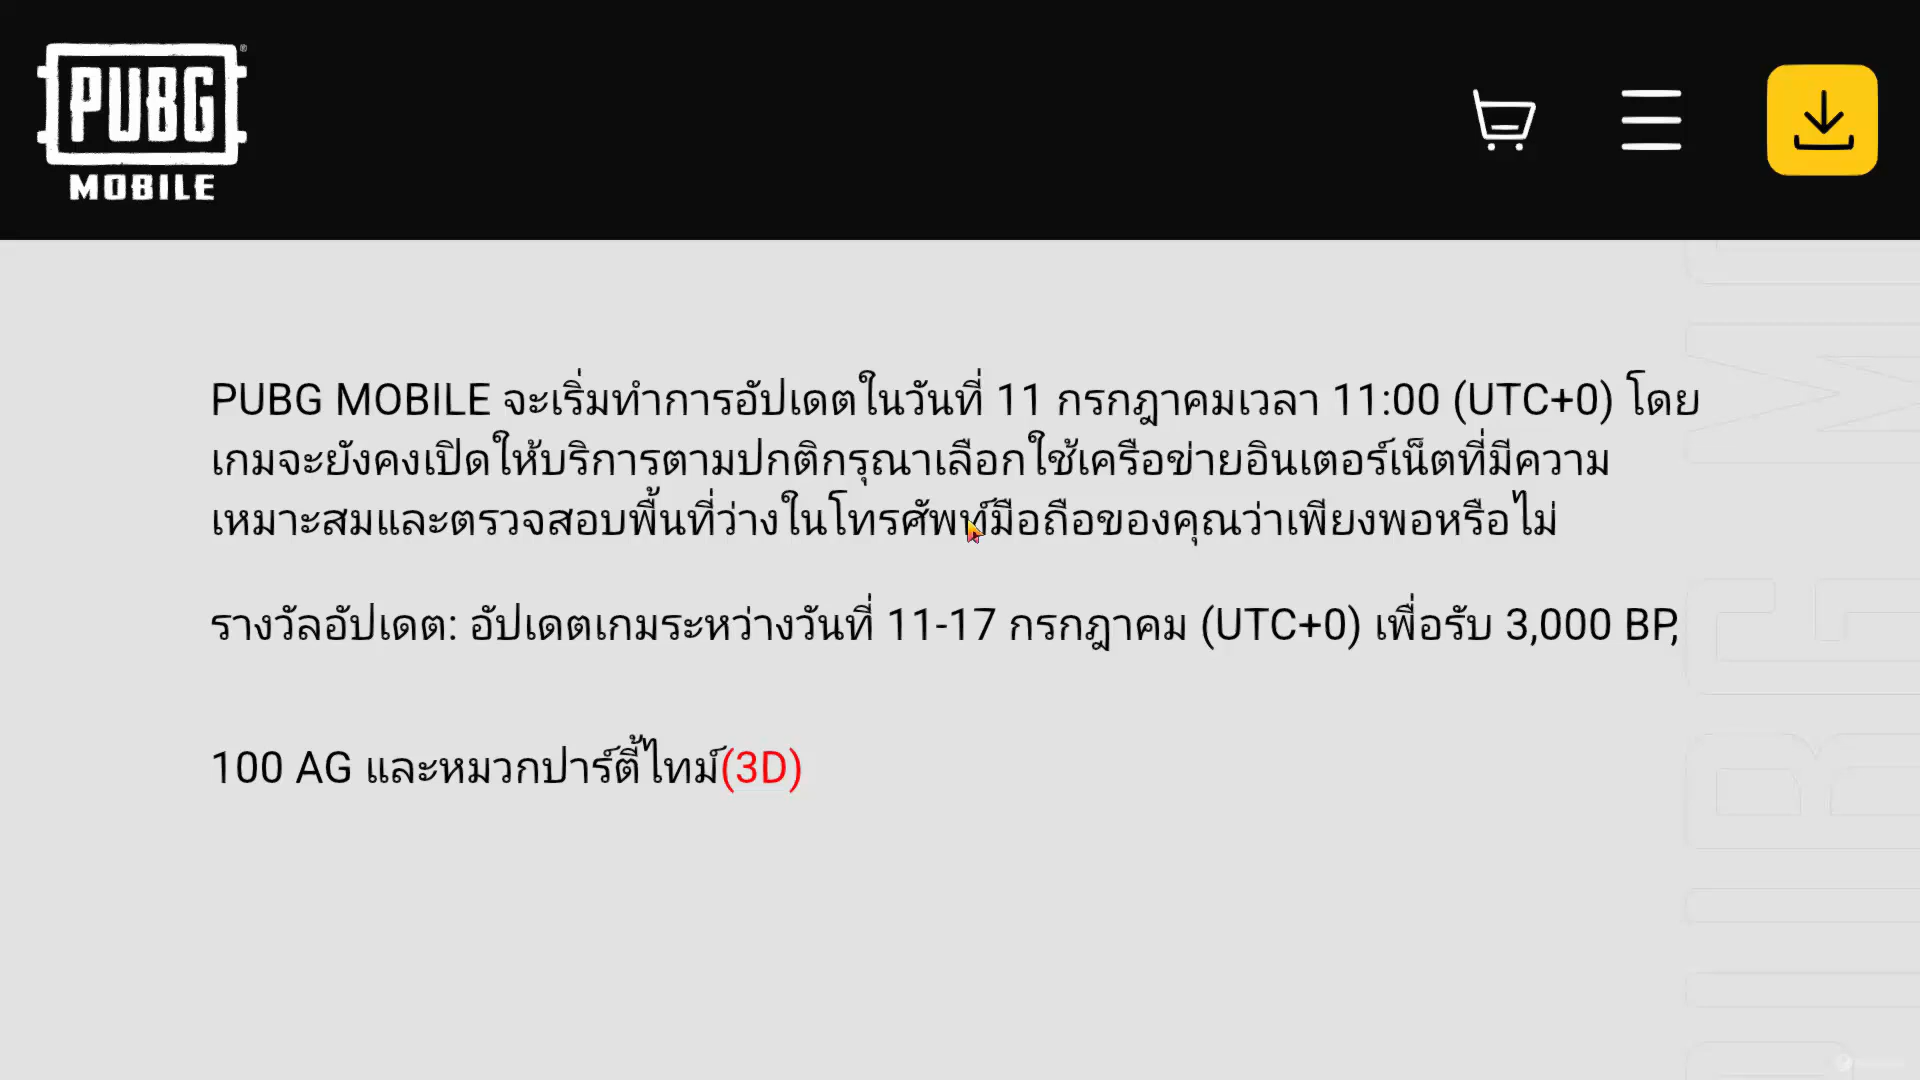 PUBG
MOBILE
PUBG MOBILE จะเริ่มทำการอัปเดตในวันที่ 11 กรกฎาคมเวลา 11:00 (UTC+0) โดย
เกมจะยังคงเปิดให้บริการตามปกติกรุณาเลือกใช้เครือข่ายอินเตอร์เน็ตที่มีความ
เหมาะสมและตรวจสอบพื้นที่ว่างในโทรศัพท์มือถือของคุณว่าเพียงพอหรือไม่
รางวัลอัปเดต: อัปเดตเกมระหว่างวันที่ 11-17 กรกฎาคม (UTC+0) เพื่อรับ 3,000 BP,
100 AG และหมวกปาร์ตี้ไทม์(3D)